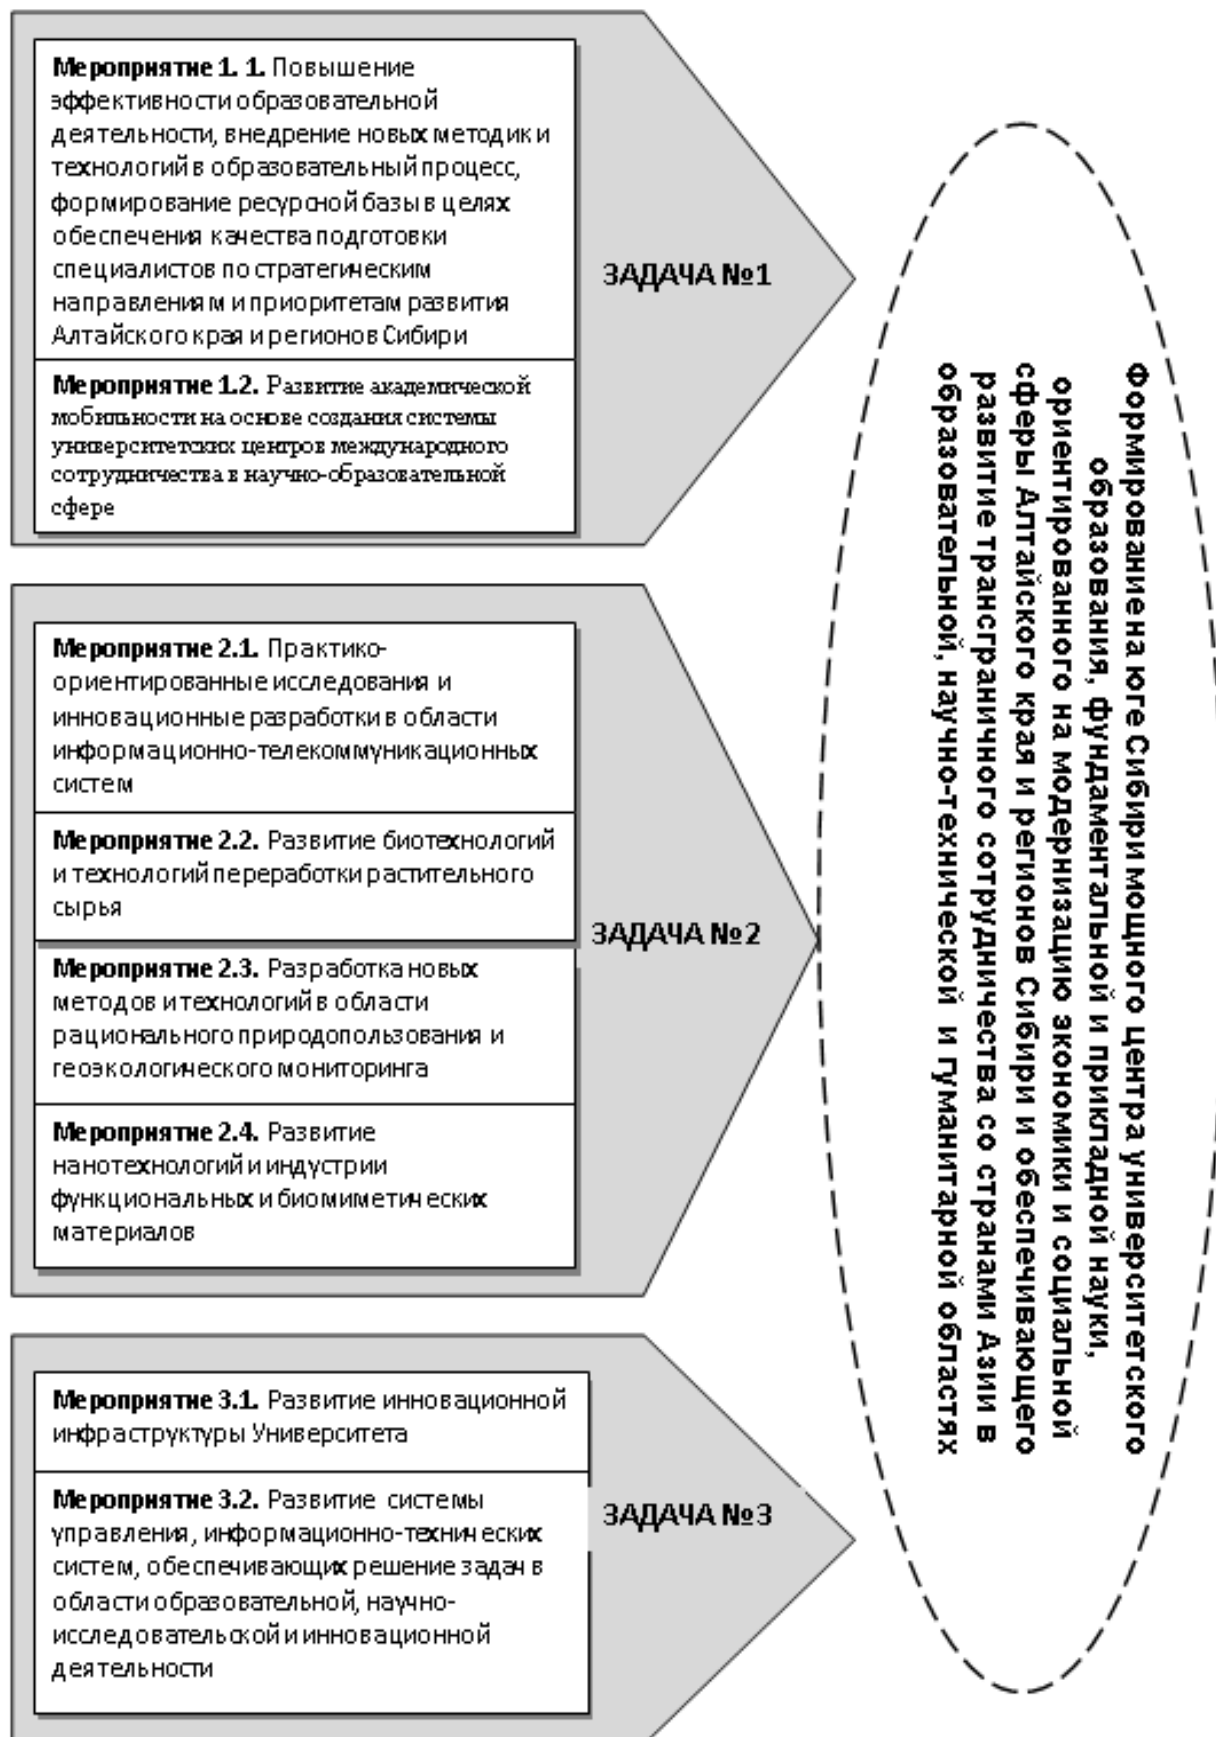 Мероприятие 1. 1. Повышение
эффективности образовательной
деятельности, внедрение новых методик и
технологий в образовательный процесс,
формирование ресурсной базы в целях
обеспечения качества подготовки
специалистов по стратегическим
направлениям и приоритетам развития
Алтайского края и регионов Сибири
Мероприятие 1.2. Развитие академической
мобильности на основе создания системы
университетских центров международного
сотрудничества в научно-образовательной
сфере
ЗАДАЧА №1
Мероприятие 2.1. Практико-
ориентированные исследования и
инновационные разработки в области
информационно-телекоммуникационных
систем
Мероприятие 2.2. Развитие биотехнологий
и технологий переработки растительного
сырья
Мероприятие 2.3. Разработка новых
методов и технологий в области
рационального природопользования и
геоэкологического мониторинга
Мероприятие 2.4. Развитие
нанотехнологий и индустрии
функциональных и биомиметических
материалов
ЗАДАЧА №2
Мероприятие 3.1. Развитие инновационной
инфраструктуры Университета
Мероприятие 3.2. Развитие системы
управления, информационно-технических
систем, обеспечивающих решение задач в
области образовательной, научно-
исследовательской и инновационной
деятельности
ЗАДАЧА №3
Формирование на юге Сибири мощного центра университетского
образования, фундаментальной и прикладной науки,
ориентированного на модернизацию экономики и социальной
сферы Алтайского края и регионов Сибири и обеспечивающего
развитие трансграничного сотрудничества со странами Азии в
образовательной, научно-технической и гуманитарной областях